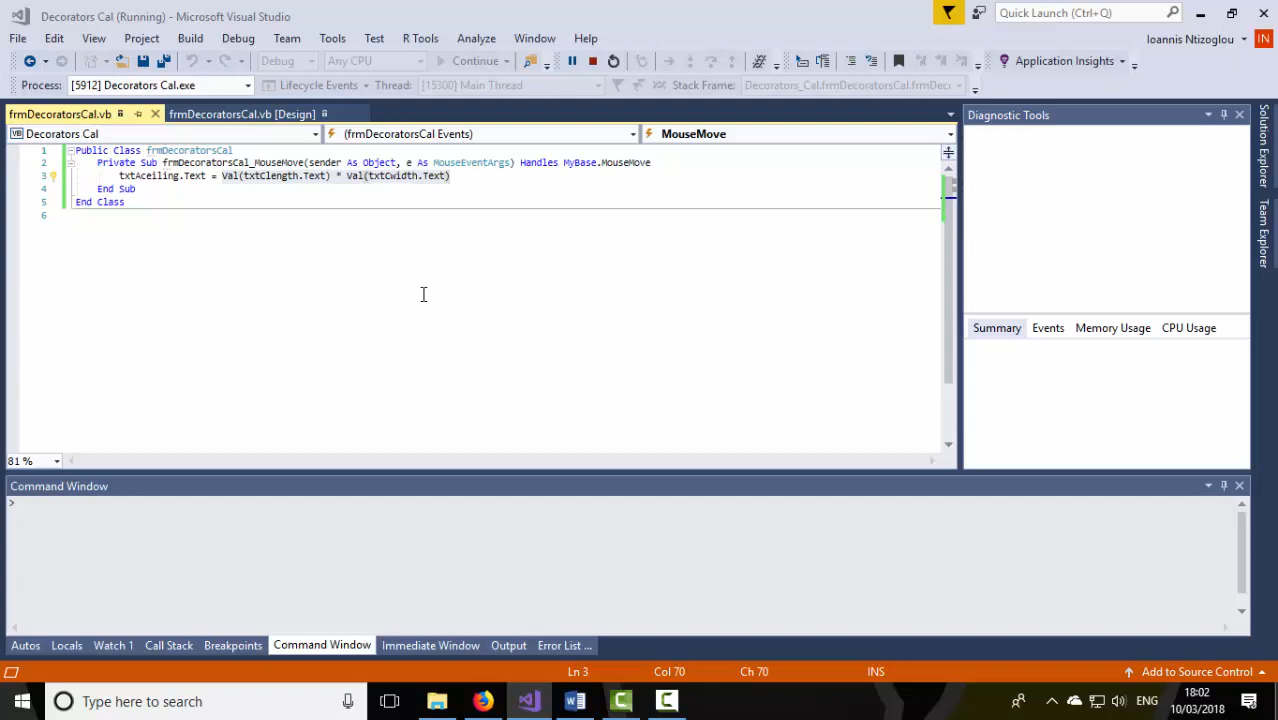 Decorators Cal (Running) - Microsoft Visual Studio
Quick Launch (Ctrl+Q)
File Edit View Project Build Debug Team Tools Test R Tools Analyze Window Help
Ioannis Ntizoglou IN
Debug Any CPU Continue Application Insights
Process: [5912] Decorators Cal.exe Lifecycle Events Thread: [15300] Main Thread Stack Frame: Decorators_Cal.frmDecoratorsCal.frmDec
frmDecoratorsCal.vb frmDecoratorsCal.vb [Design]
Diagnostic Tools
VB Decorators Cal (frmDecoratorsCal Events) MouseMove
1 Public Class frmDecoratorsCal
2 Private Sub frmDecoratorsCal_MouseMove(sender As Object, e As MouseEventArgs) Handles MyBase.MouseMove
3 txtAceiling.Text = Val(txtClength.Text) * Val(txtCwidth.Text)
4 End Sub
5 End Class
6
Solution Explorer
Team Explorer
Summary Events Memory Usage CPU Usage
81 %
Command Window
>
Autos Locals Watch 1 Call Stack Breakpoints Command Window Immediate Window Output Error List ...
Ln 3 Col 70 Ch 70 INS Add to Source Control
Type here to search
ENG
18:02
10/03/2018